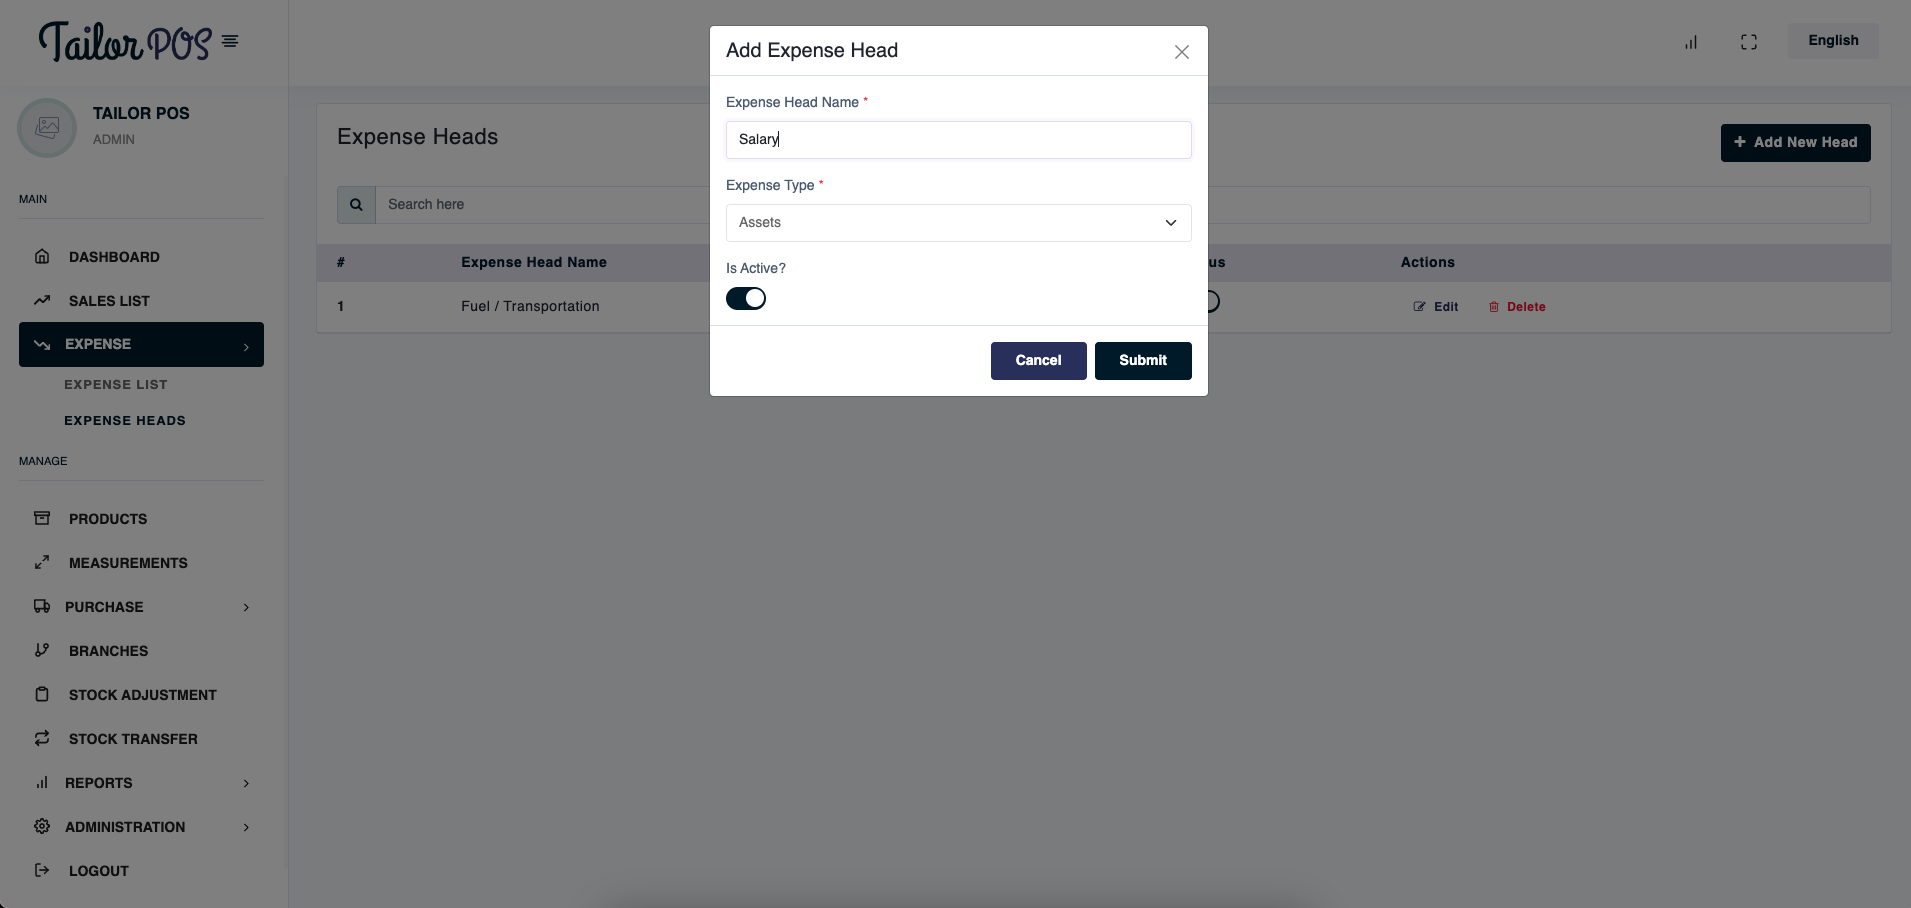 Tailor POS
TAILOR POS
ADMIN
MAIN
DASHBOARD
SALES LIST
EXPENSE
EXPENSE LIST
EXPENSE HEADS
MANAGE
PRODUCTS
MEASUREMENTS
PURCHASE
BRANCHES
STOCK ADJUSTMENT
STOCK TRANSFER
REPORTS
ADMINISTRATION
LOGOUT
English
Expense Heads
+ Add New Head
Search here
# Expense Head Name us Actions
1 Fuel / Transportation Edit Delete
Add Expense Head
Expense Head Name *
Salary
Expense Type *
Assets
Is Active?
Cancel Submit